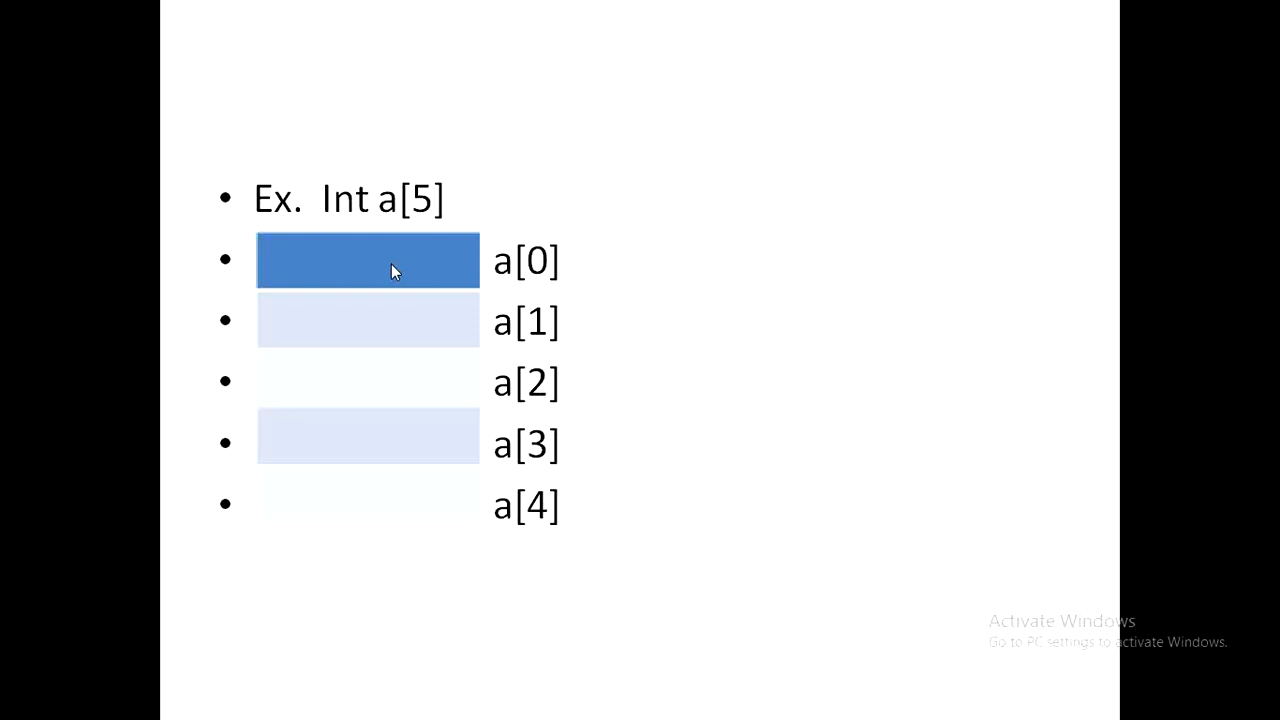 • Ex. Int a[5]
• a[0]
• a[1]
• a[2]
• a[3]
• a[4]
Activate Windows
Go to PC settings to activate Windows.